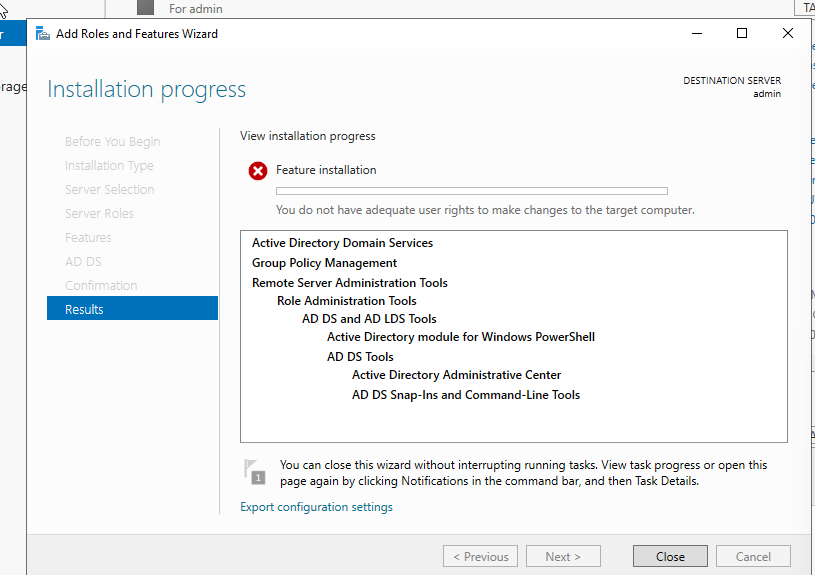 For admin
TA
Add Roles and Features Wizard
Installation progress
DESTINATION SERVER
admin
Before You Begin
Installation Type
Server Selection
Server Roles
Features
AD DS
Confirmation
Results
View installation progress
Feature installation
You do not have adequate user rights to make changes to the target computer.
Active Directory Domain Services
Group Policy Management
Remote Server Administration Tools
Role Administration Tools
AD DS and AD LDS Tools
Active Directory module for Windows PowerShell
AD DS Tools
Active Directory Administrative Center
AD DS Snap-Ins and Command-Line Tools
1
You can close this wizard without interrupting running tasks. View task progress or open this
page again by clicking Notifications in the command bar, and then Task Details.
Export configuration settings
< Previous
Next >
Close
Cancel